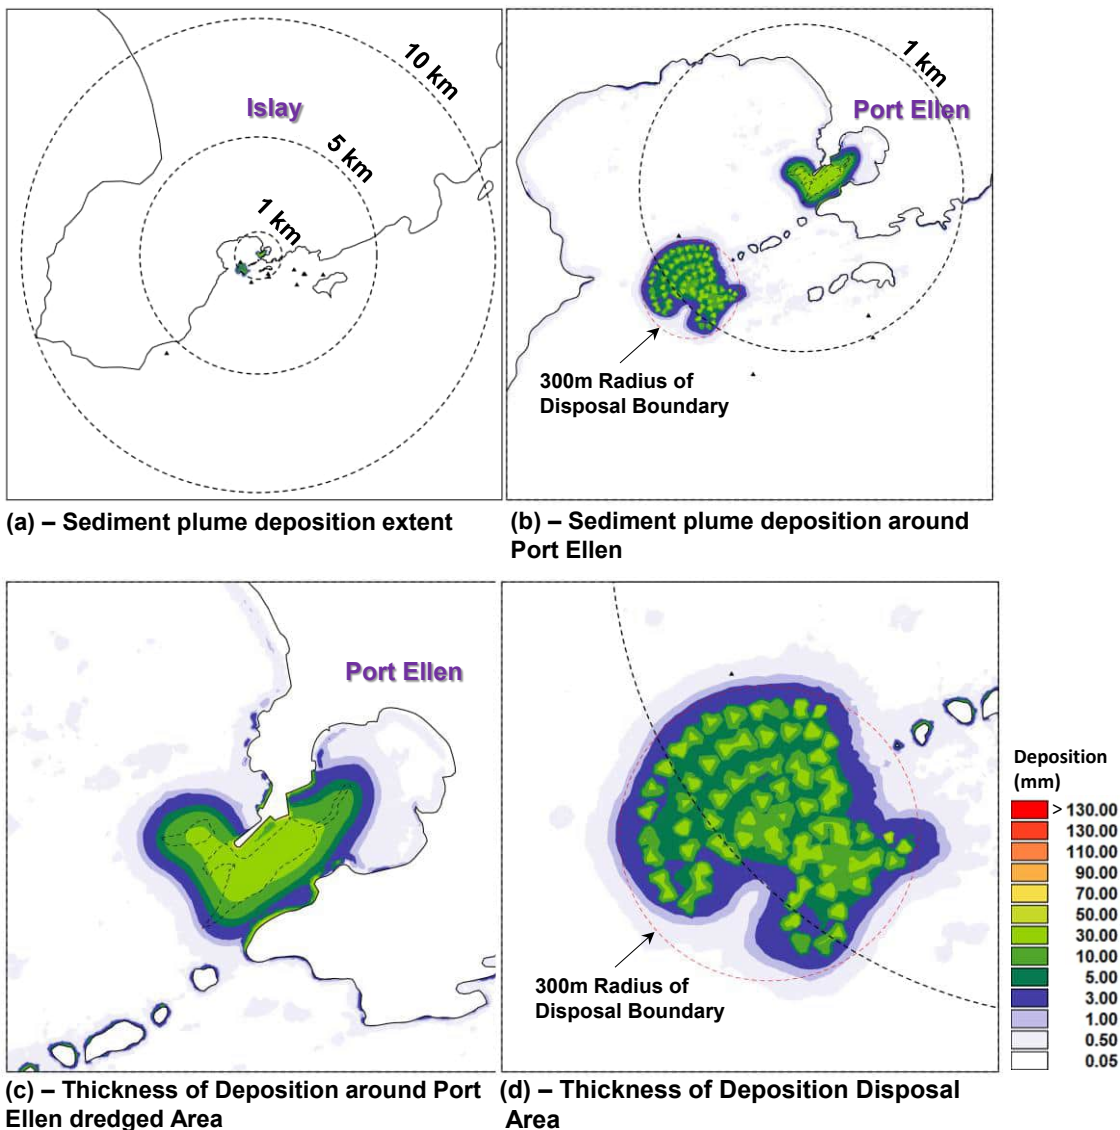 10 km
Islay
5 km
1 km
1 km
Port Ellen
300m Radius of
Disposal Boundary
(a) – Sediment plume deposition extent
(b) – Sediment plume deposition around
Port Ellen
Port Ellen
300m Radius of
Disposal Boundary
Deposition
(mm)
> 130.00
130.00
110.00
90.00
70.00
50.00
30.00
10.00
5.00
3.00
1.00
0.50
0.05
(c) – Thickness of Deposition around Port
Ellen dredged Area
(d) – Thickness of Deposition Disposal
Area